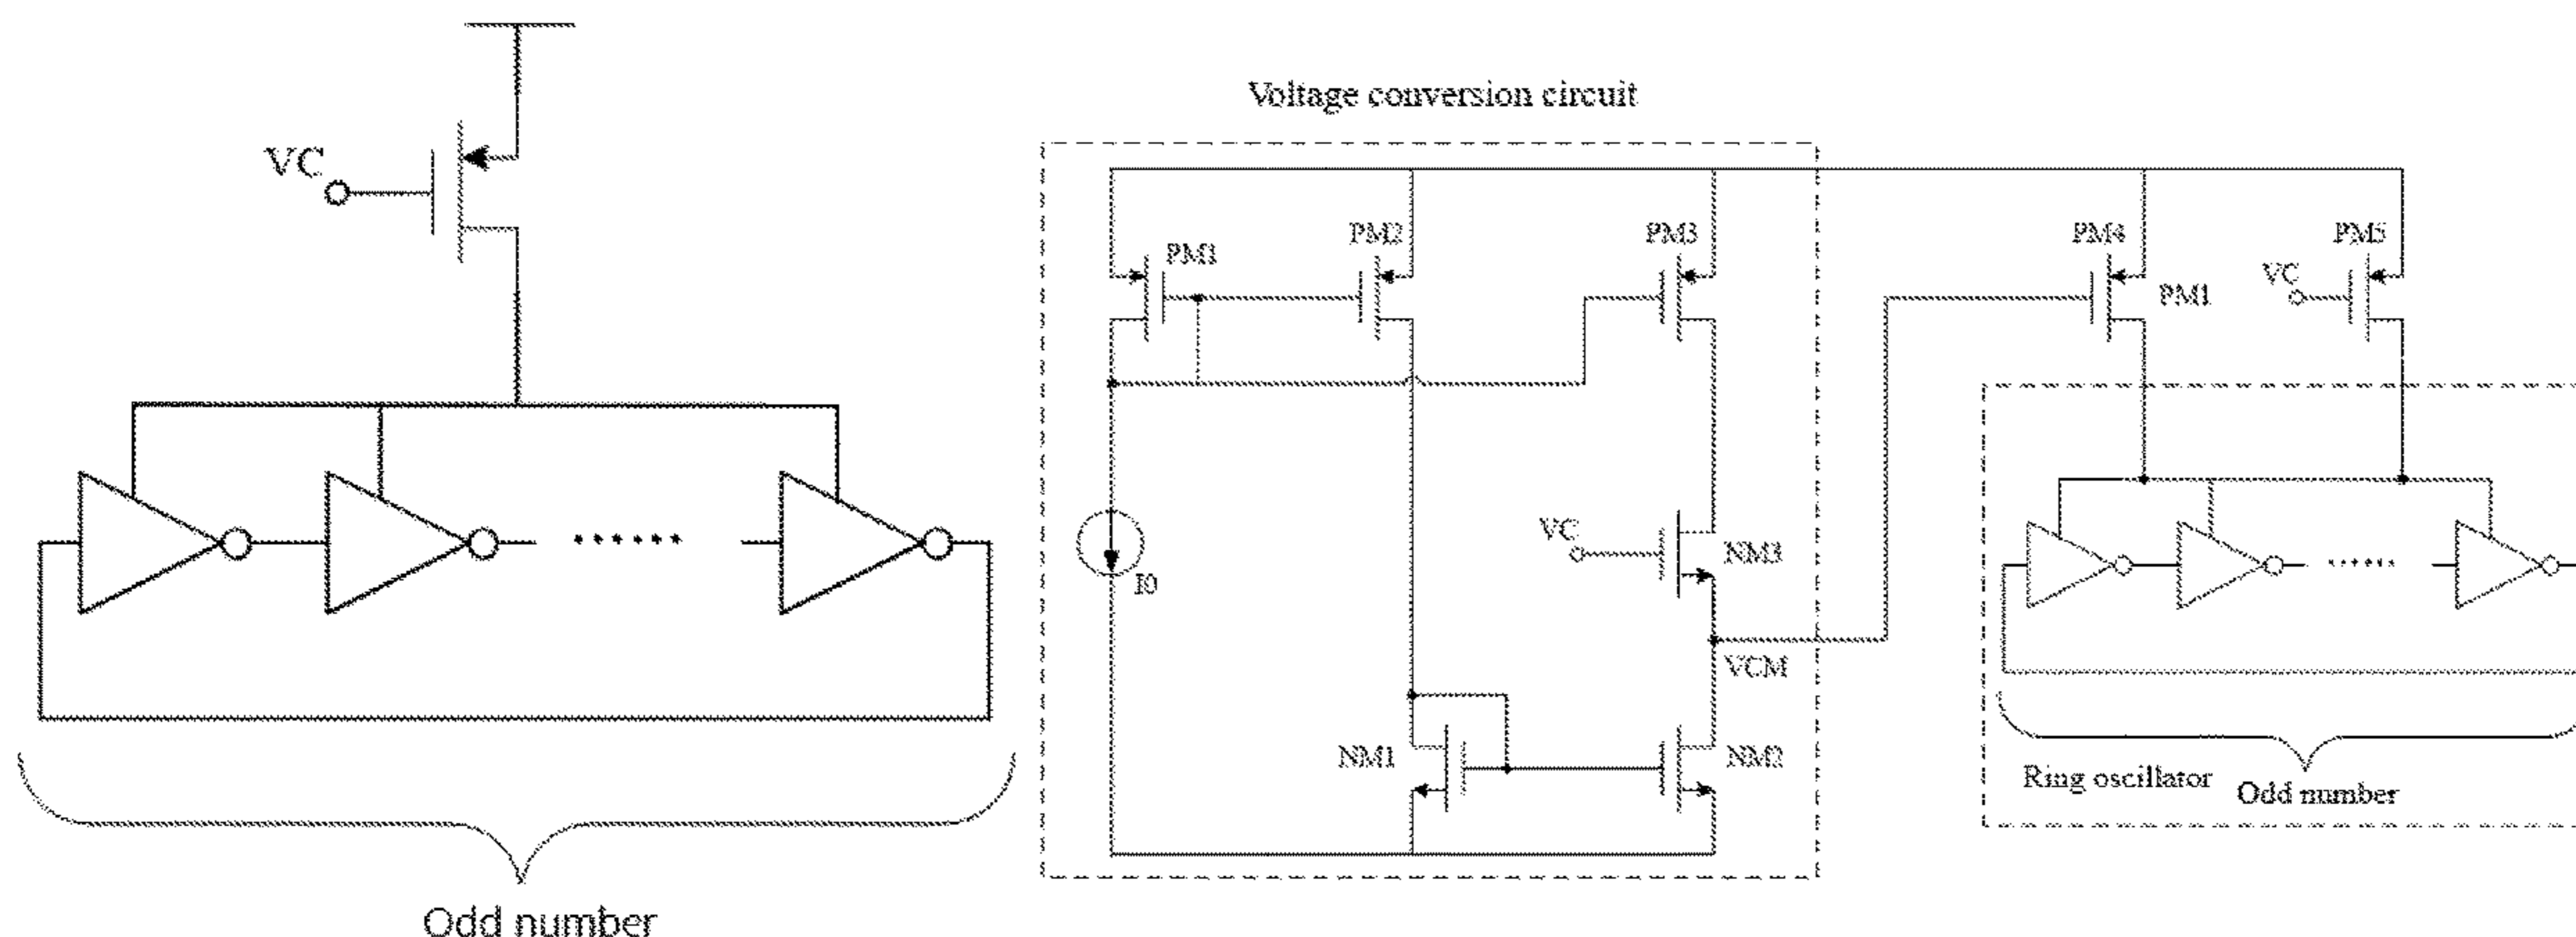 VC
Odd number
Voltage conversion circuit
PM1
PM2
PM3
I0
VC
NM3
VCM
NM1
NM2
PM4
PM1
PM5
VC
Ring oscillator
Odd number